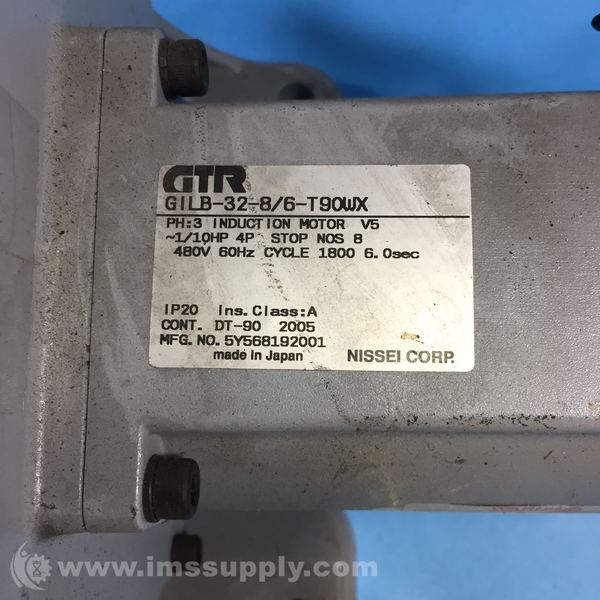 GTR
GILB-32-8/6-T90WX
PH:3 INDUCTION MOTOR V5
~1/10HP 4P STOP NOS 8
480V 60Hz CYCLE 1800 6.0sec
IP20 Ins.Class:A
CONT. DT-90 2005
MFG.NO.5Y568192001
made in Japan NISSEI CORP.
www.imssupply.com